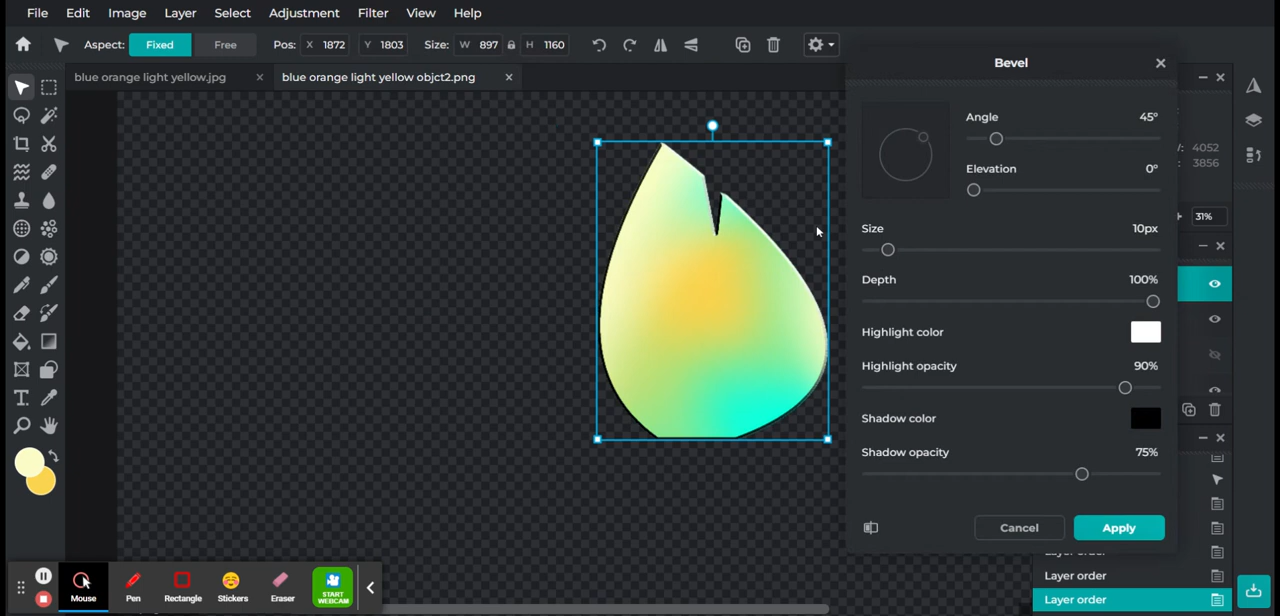 File Edit Image Layer Select Adjustment Filter View Help
Aspect: Fixed Free Pos: X 1872 Y 1803 Size: W 897 H 1160
blue orange light yellow.jpg × blue orange light yellow objct2.png ×
Bevel
Angle 45°
Elevation 0°
Size 10px
Depth 100%
Highlight color
Highlight opacity 90%
Shadow color
Shadow opacity 75%
Cancel Apply
4052
3856
31%
Layer order
Layer order
Mouse Pen Rectangle Stickers Eraser START
WEBCAM